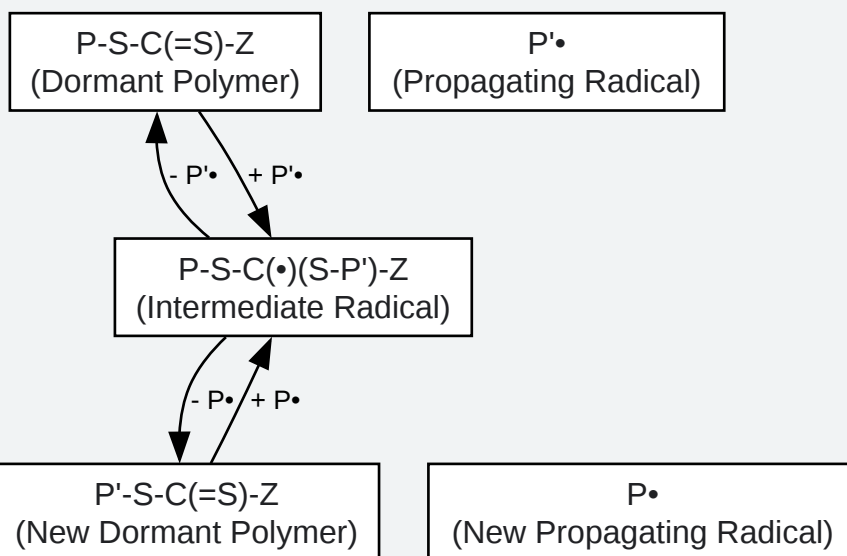 P-S-C(=S)-Z
(Dormant Polymer)
P'•
(Propagating Radical)
- P'•
+ P'•
P-S-C(•)(S-P')-Z
(Intermediate Radical)
- P•
+ P•
P'-S-C(=S)-Z
(New Dormant Polymer)
P•
(New Propagating Radical)